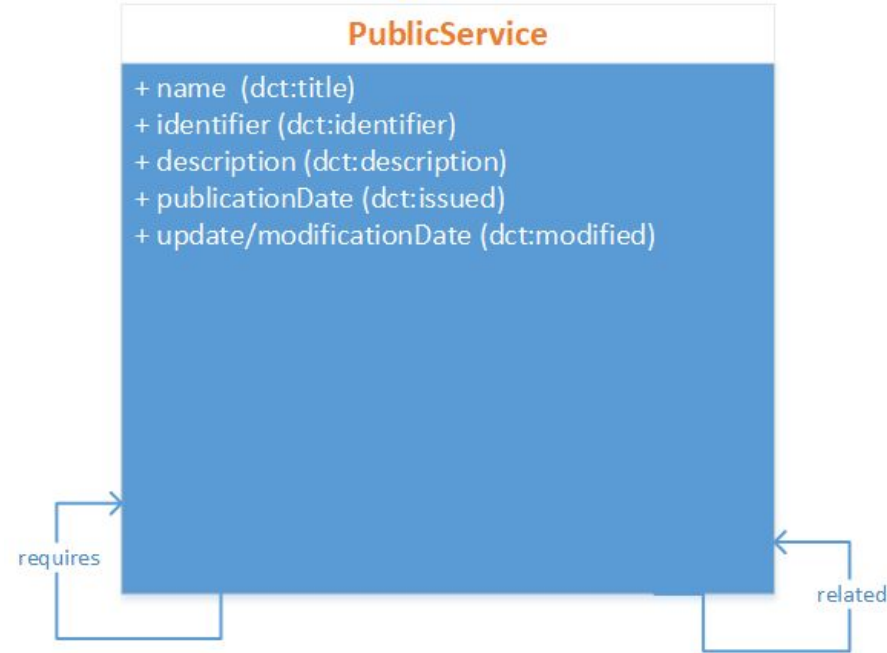 PublicService
+ name (dct:title)
+ identifier (dct:identifier)
+ description (dct:description)
+ publicationDate (dct:issued)
+ update/modificationDate (dct:modified)
requires
related